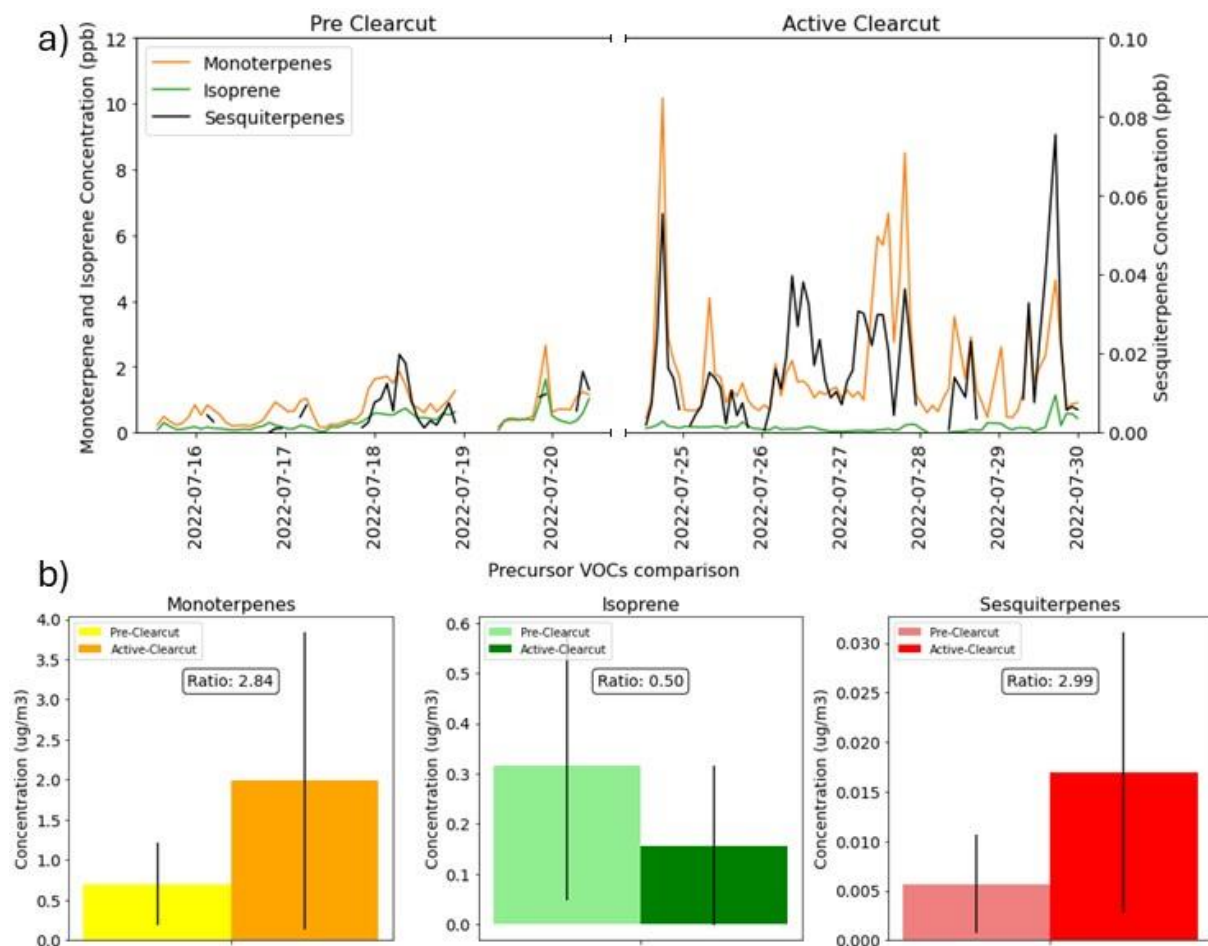 a)
Pre Clearcut
Active Clearcut
Monoterpene and Isoprene Concentration (ppb)
12
10
8
6
4
2
0
Monoterpenes
Isoprene
Sesquiterpenes
0.10
0.08
0.06
0.04
0.02
0.00
Sesquiterpenes Concentration (ppb)
2022-07-16
2022-07-17
2022-07-18
2022-07-19
2022-07-20
2022-07-25
2022-07-26
2022-07-27
2022-07-28
2022-07-29
2022-07-30
b)
Precursor VOCs comparison
Monoterpenes
Concentration (ug/m3)
4.0
3.5
3.0
2.5
2.0
1.5
1.0
0.5
0.0
Pre-Clearcut
Active-Clearcut
Ratio: 2.84
Isoprene
Concentration (ug/m3)
0.6
0.5
0.4
0.3
0.2
0.1
0.0
Pre-Clearcut
Active-Clearcut
Ratio: 0.50
Sesquiterpenes
Concentration (ug/m3)
0.030
0.025
0.020
0.015
0.010
0.005
0.000
Pre-Clearcut
Active-Clearcut
Ratio: 2.99